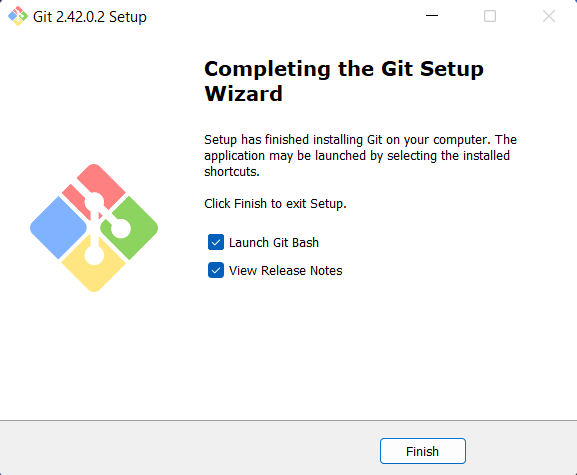 Git 2.42.0.2 Setup
Completing the Git Setup
Wizard
Setup has finished installing Git on your computer. The
application may be launched by selecting the installed
shortcuts.
Click Finish to exit Setup.
Launch Git Bash
View Release Notes
Finish